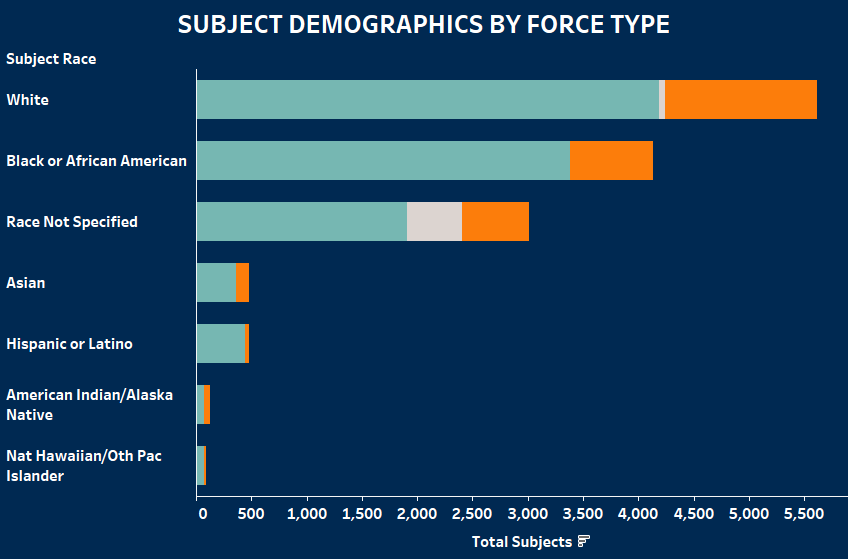 SUBJECT DEMOGRAPHICS BY FORCE TYPE
Subject Race
White
Black or African American
Race Not Specified
Asian
Hispanic or Latino
American Indian/Alaska
Native
Nat Hawaiian/Oth Pac
Islander
0 500 1,000 1,500 2,000 2,500 3,000 3,500 4,000 4,500 5,000 5,500
Total Subjects